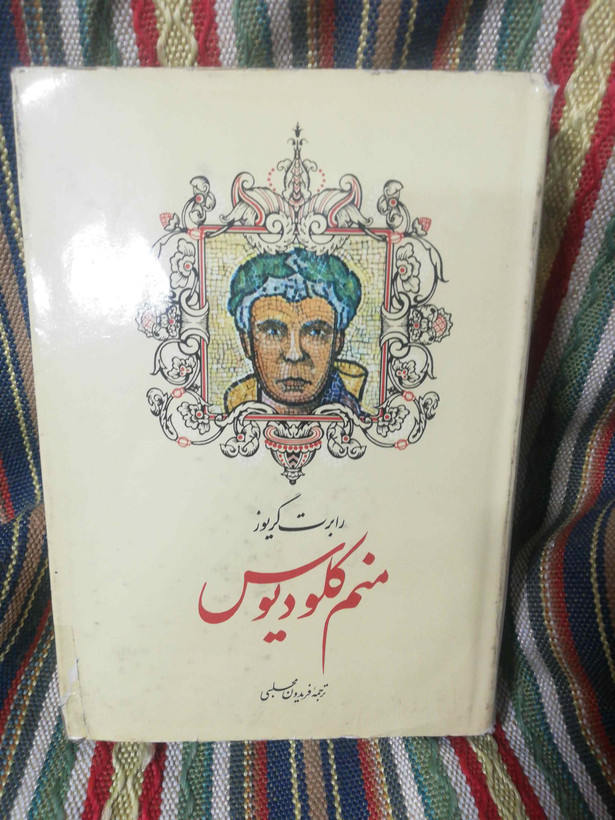 رابرت گریوز
منم کلودیوس
ترجمهٔ فریدون مجلسی